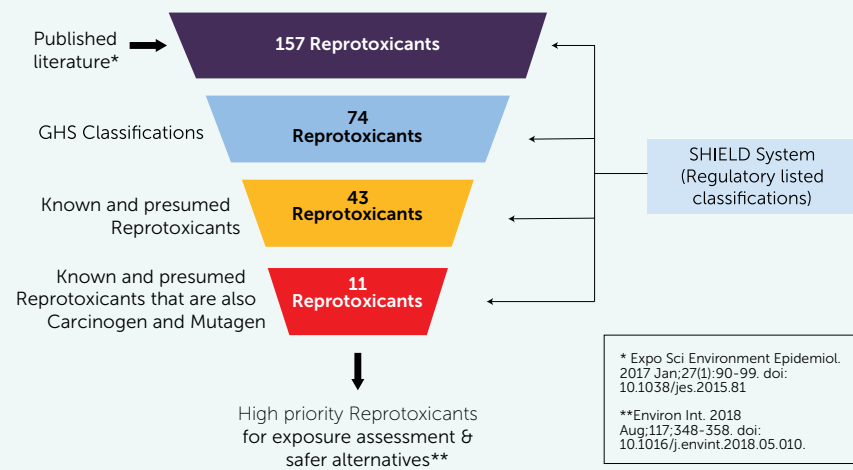 Published
literature*
157 Reprotoxicants
GHS Classifications
74
Reprotoxicants
Known and presumed
Reprotoxicants
43
Reprotoxicants
Known and presumed
Reprotoxicants that are also
Carcinogen and Mutagen
11
Reprotoxicants
SHIELD System
(Regulatory listed
classifications)
High priority Reprotoxicants
for exposure assessment &
safer alternatives**
* Expo Sci Environment Epidemiol.
2017 Jan;27(1):90-99. doi:
10.1038/jes.2015.81
**Environ Int. 2018
Aug;117:348-358. doi:
10.1016/j.envint.2018.05.010.